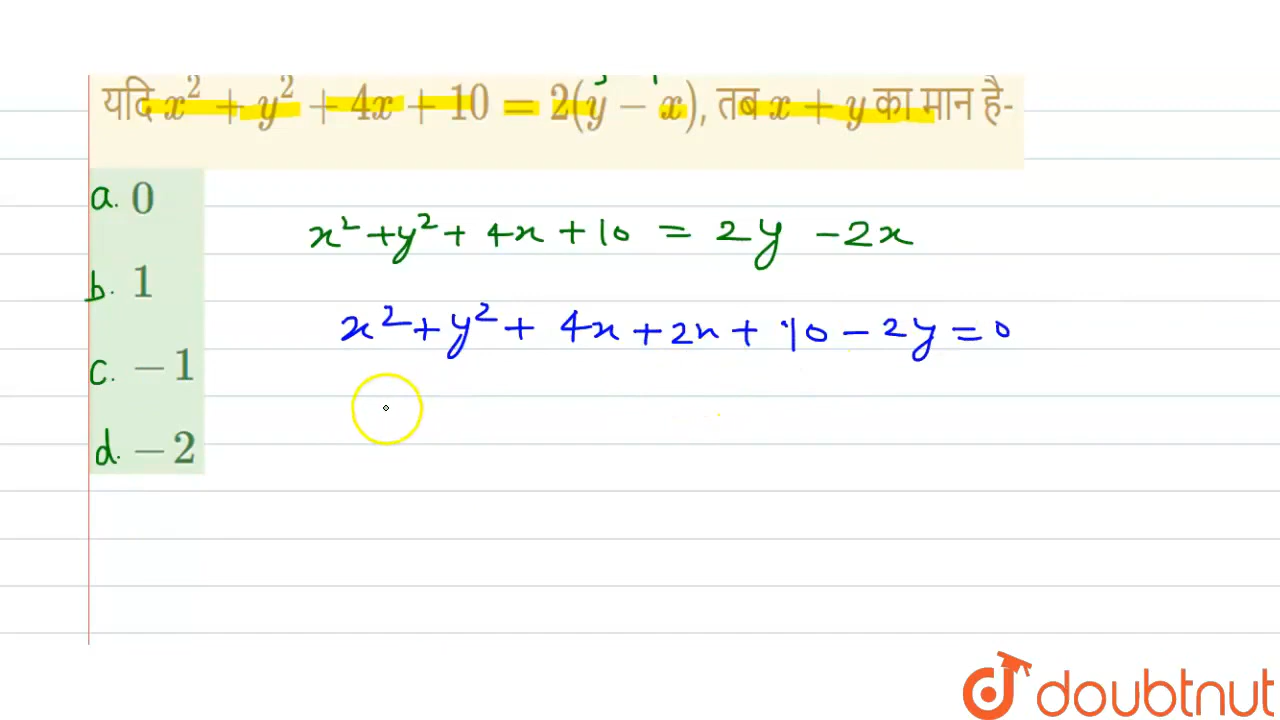 यदि x² + y² + 4x + 10 = 2(y − x), तब x + y का मान है-
a. 0
x² + y² + 4x + 10 = 2y − 2x
b. 1
x² + y² + 4x + 2x + 10 − 2y = 0
c. −1
d. −2
doubtnut